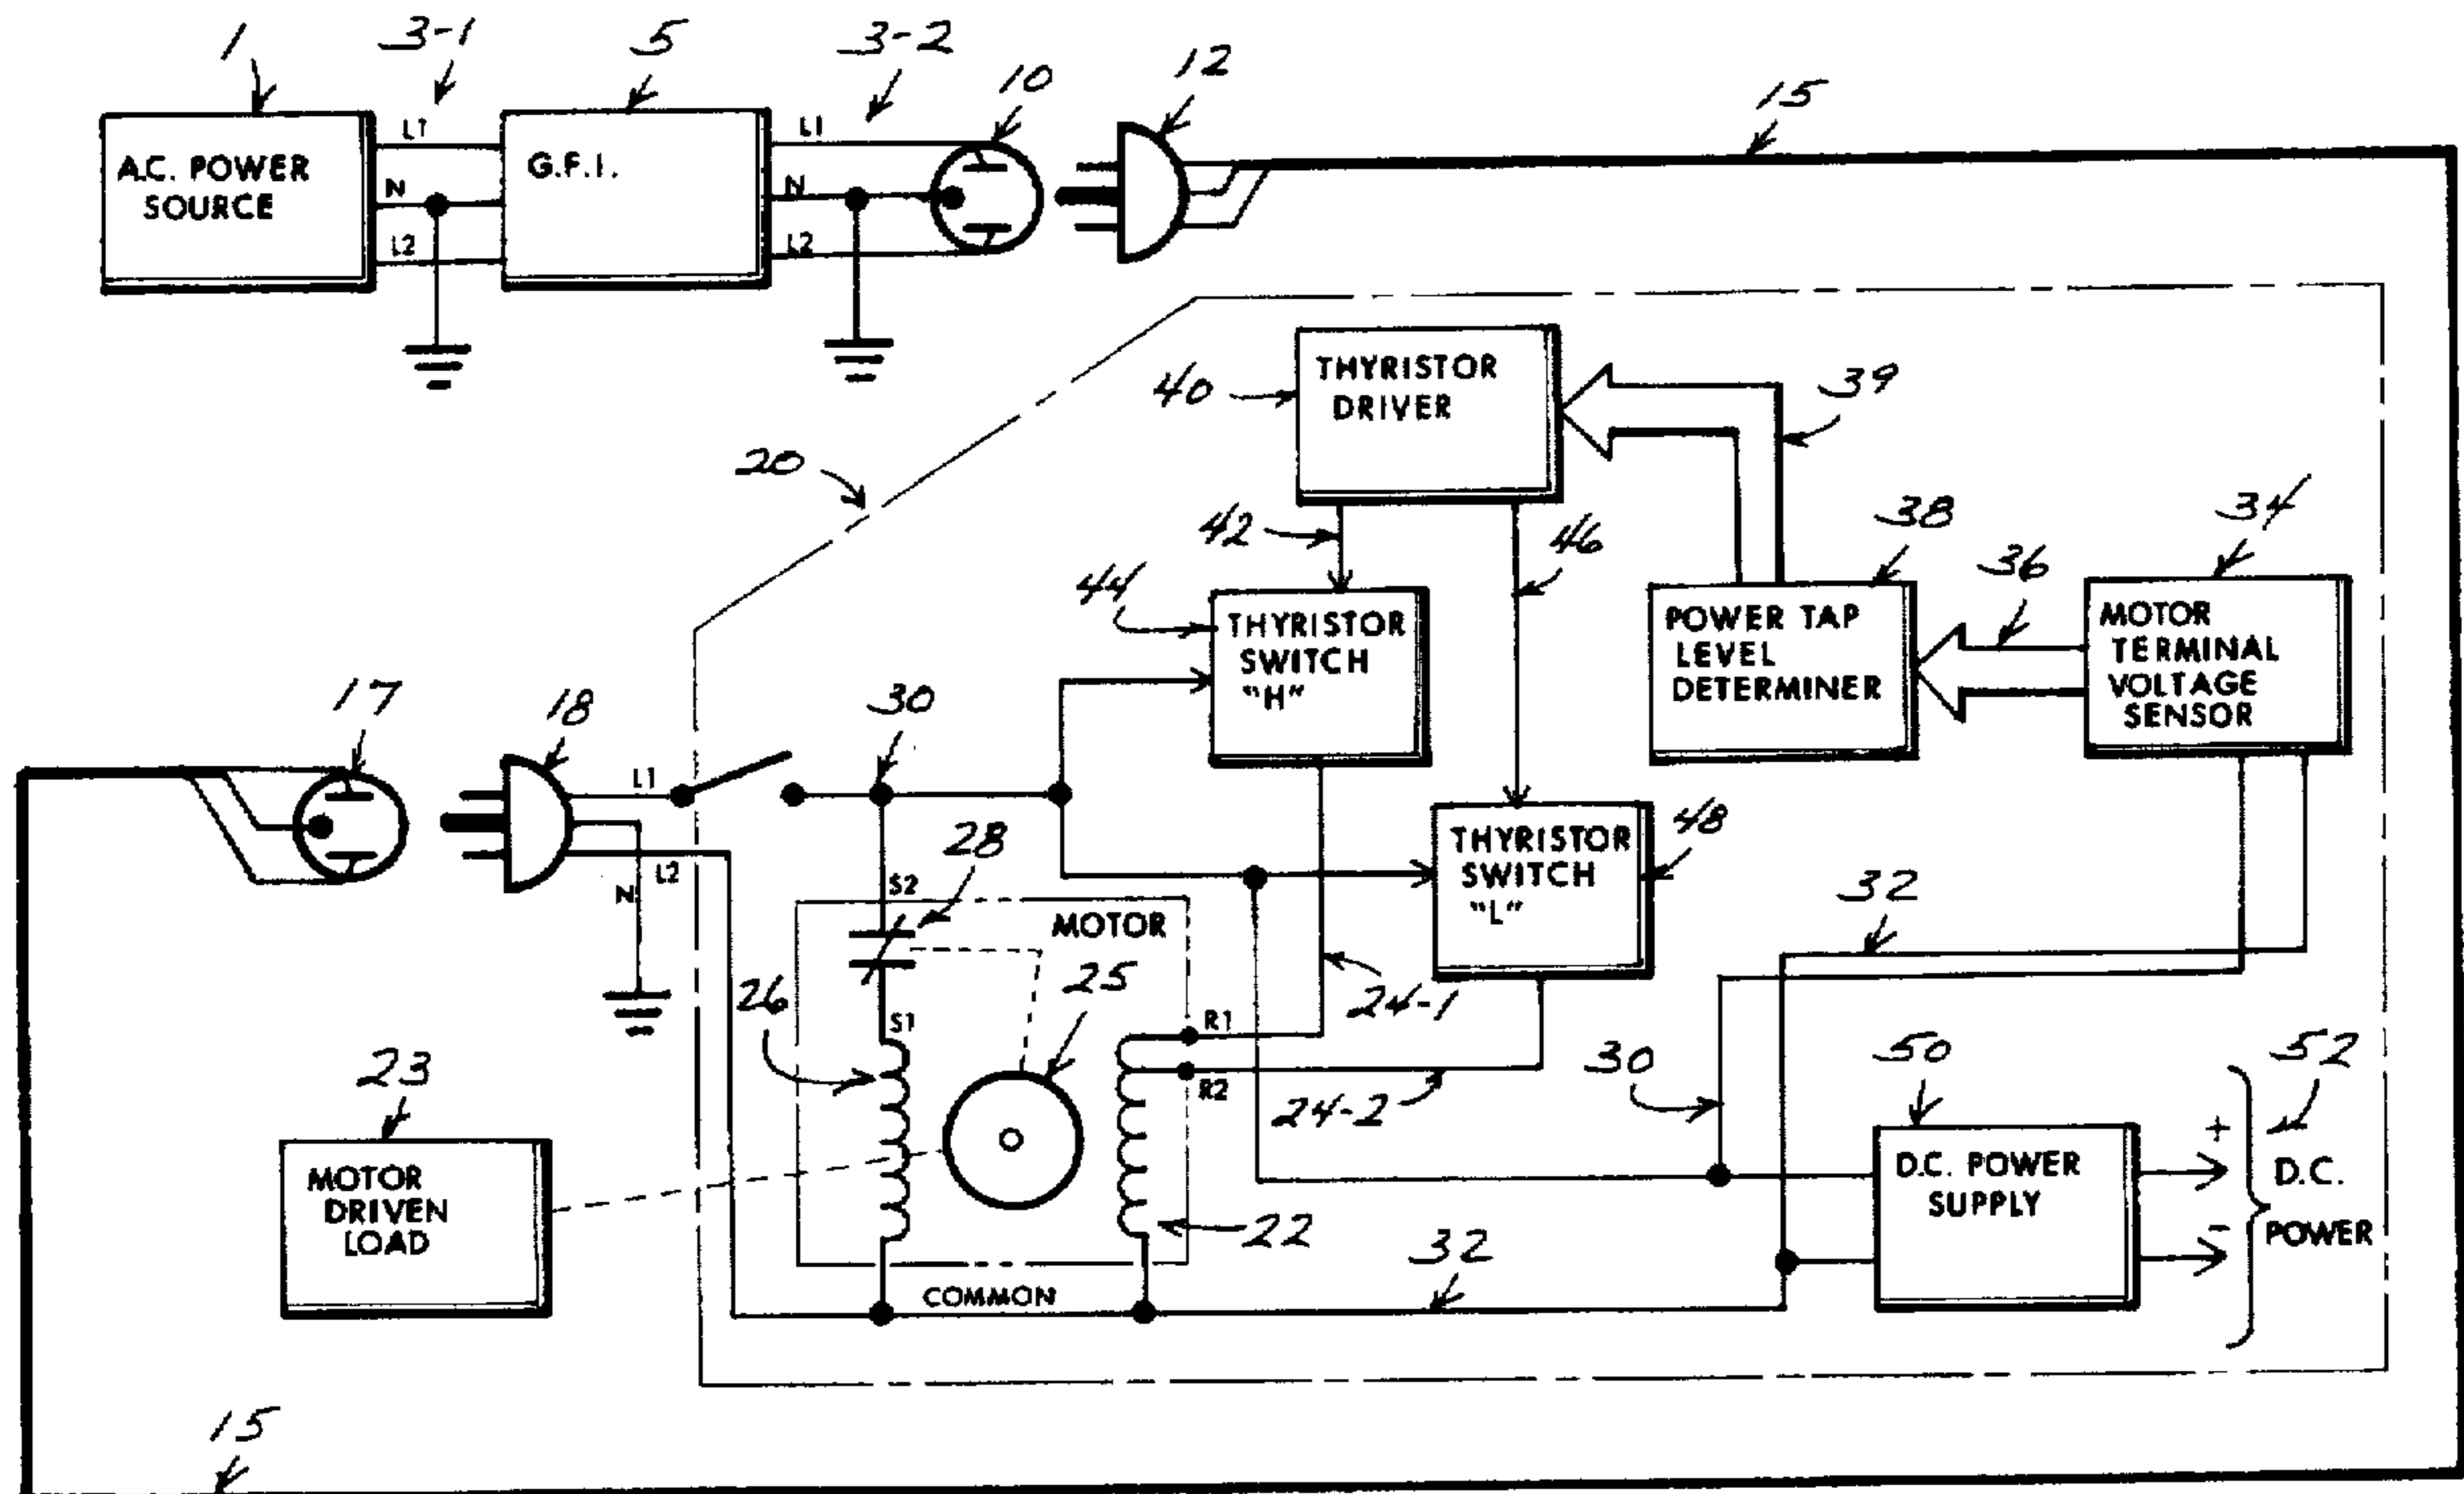 1
3-1
5
3-2
10
12
15
A.C. POWER
SOURCE
L1
N
L2
G.F.I.
L1
N
L2
20
40
THYRISTOR
DRIVER
39
42
46
38
36
34
44
THYRISTOR
SWITCH
"H"
POWER TAP
LEVEL
DETERMINER
MOTOR
TERMINAL
VOLTAGE
SENSOR
17
18
L1
N
L2
30
28
S2
MOTOR
THYRISTOR
SWITCH
"L"
48
32
26
S1
25
R1
R2
24-1
24-2
30
50
52
23
MOTOR
DRIVEN
LOAD
22
32
COMMON
D.C. POWER
SUPPLY
+
−
D.C.
POWER
15